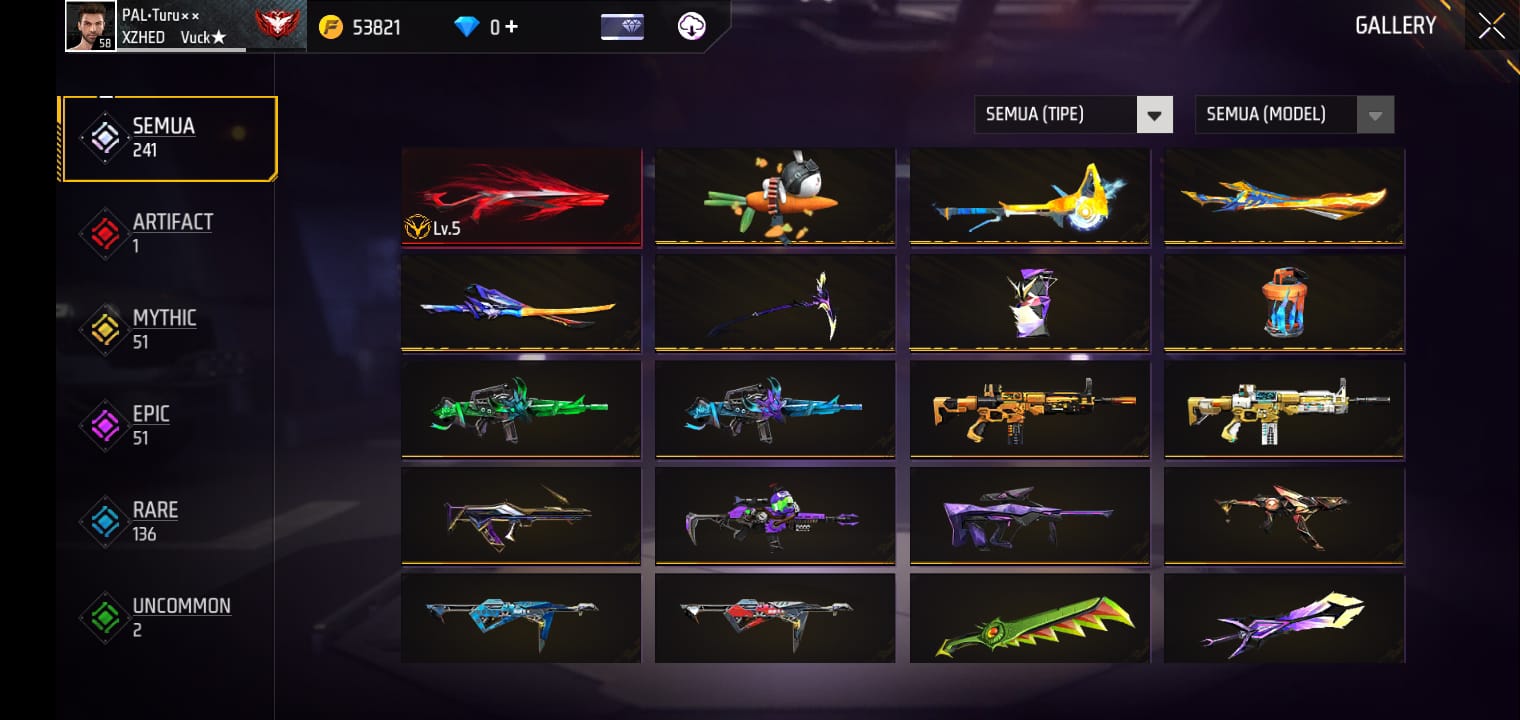 PAL•Turu××
58
XZHED Vuck★
53821
0 +
GALLERY
SEMUA
241
ARTIFACT
1
MYTHIC
51
EPIC
51
RARE
136
UNCOMMON
2
SEMUA (TIPE)
SEMUA (MODEL)
Lv.5